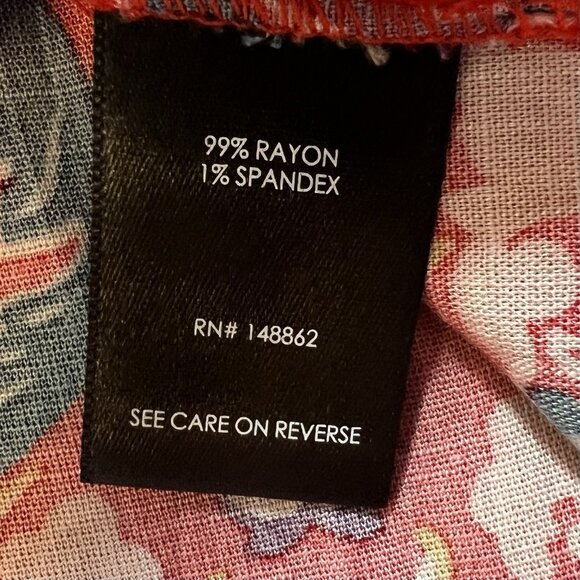 99% RAYON
1% SPANDEX
RN# 148862
SEE CARE ON REVERSE